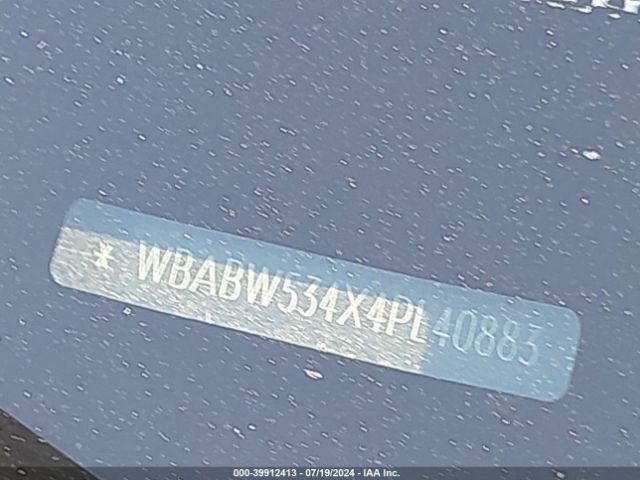 * WBABW534X4PL40883
000-39912413 - 07/19/2024 - IAA Inc.